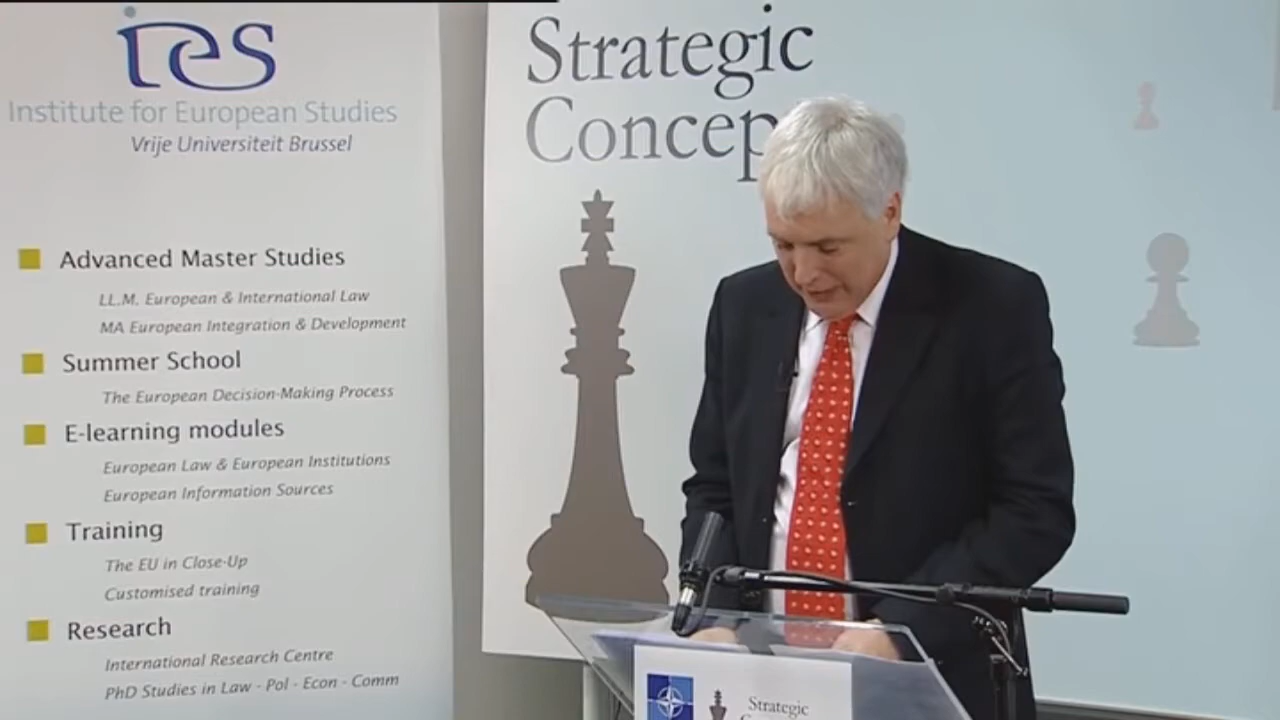 ies
Institute for European Studies
Vrije Universiteit Brussel
Advanced Master Studies
LL.M. European & International Law
MA European Integration & Development
Summer School
The European Decision-Making Process
E-learning modules
European Law & European Institutions
European Information Sources
Training
The EU in Close-Up
Customised training
Research
International Research Centre
PhD Studies in Law - Pol - Econ - Comm
Strategic
Concep
Strategic